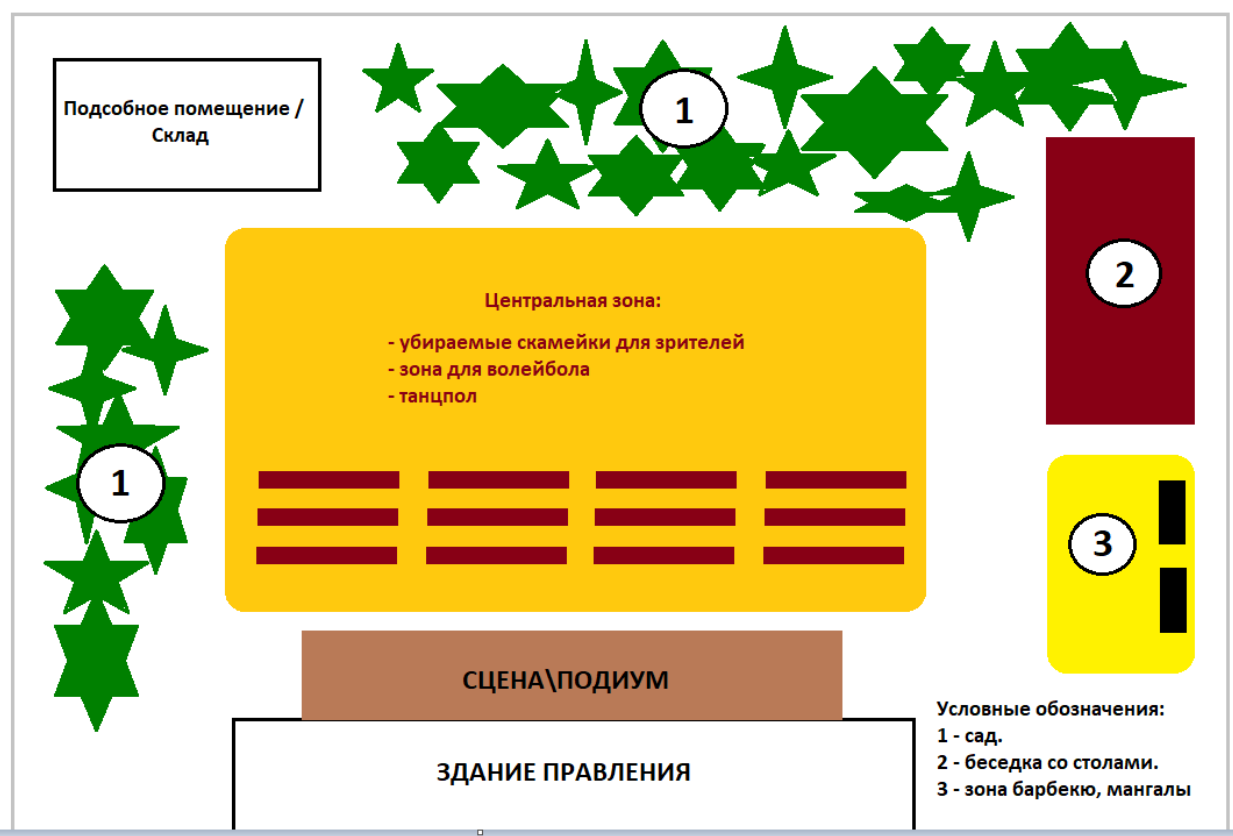 Подсобное помещение /
Склад
1
2
Центральная зона:
- убираемые скамейки для зрителей
- зона для волейбола
- танцпол
1
3
СЦЕНА\ПОДИУМ
ЗДАНИЕ ПРАВЛЕНИЯ
Условные обозначения:
1 - сад.
2 - беседка со столами.
3 - зона барбекю, мангалы